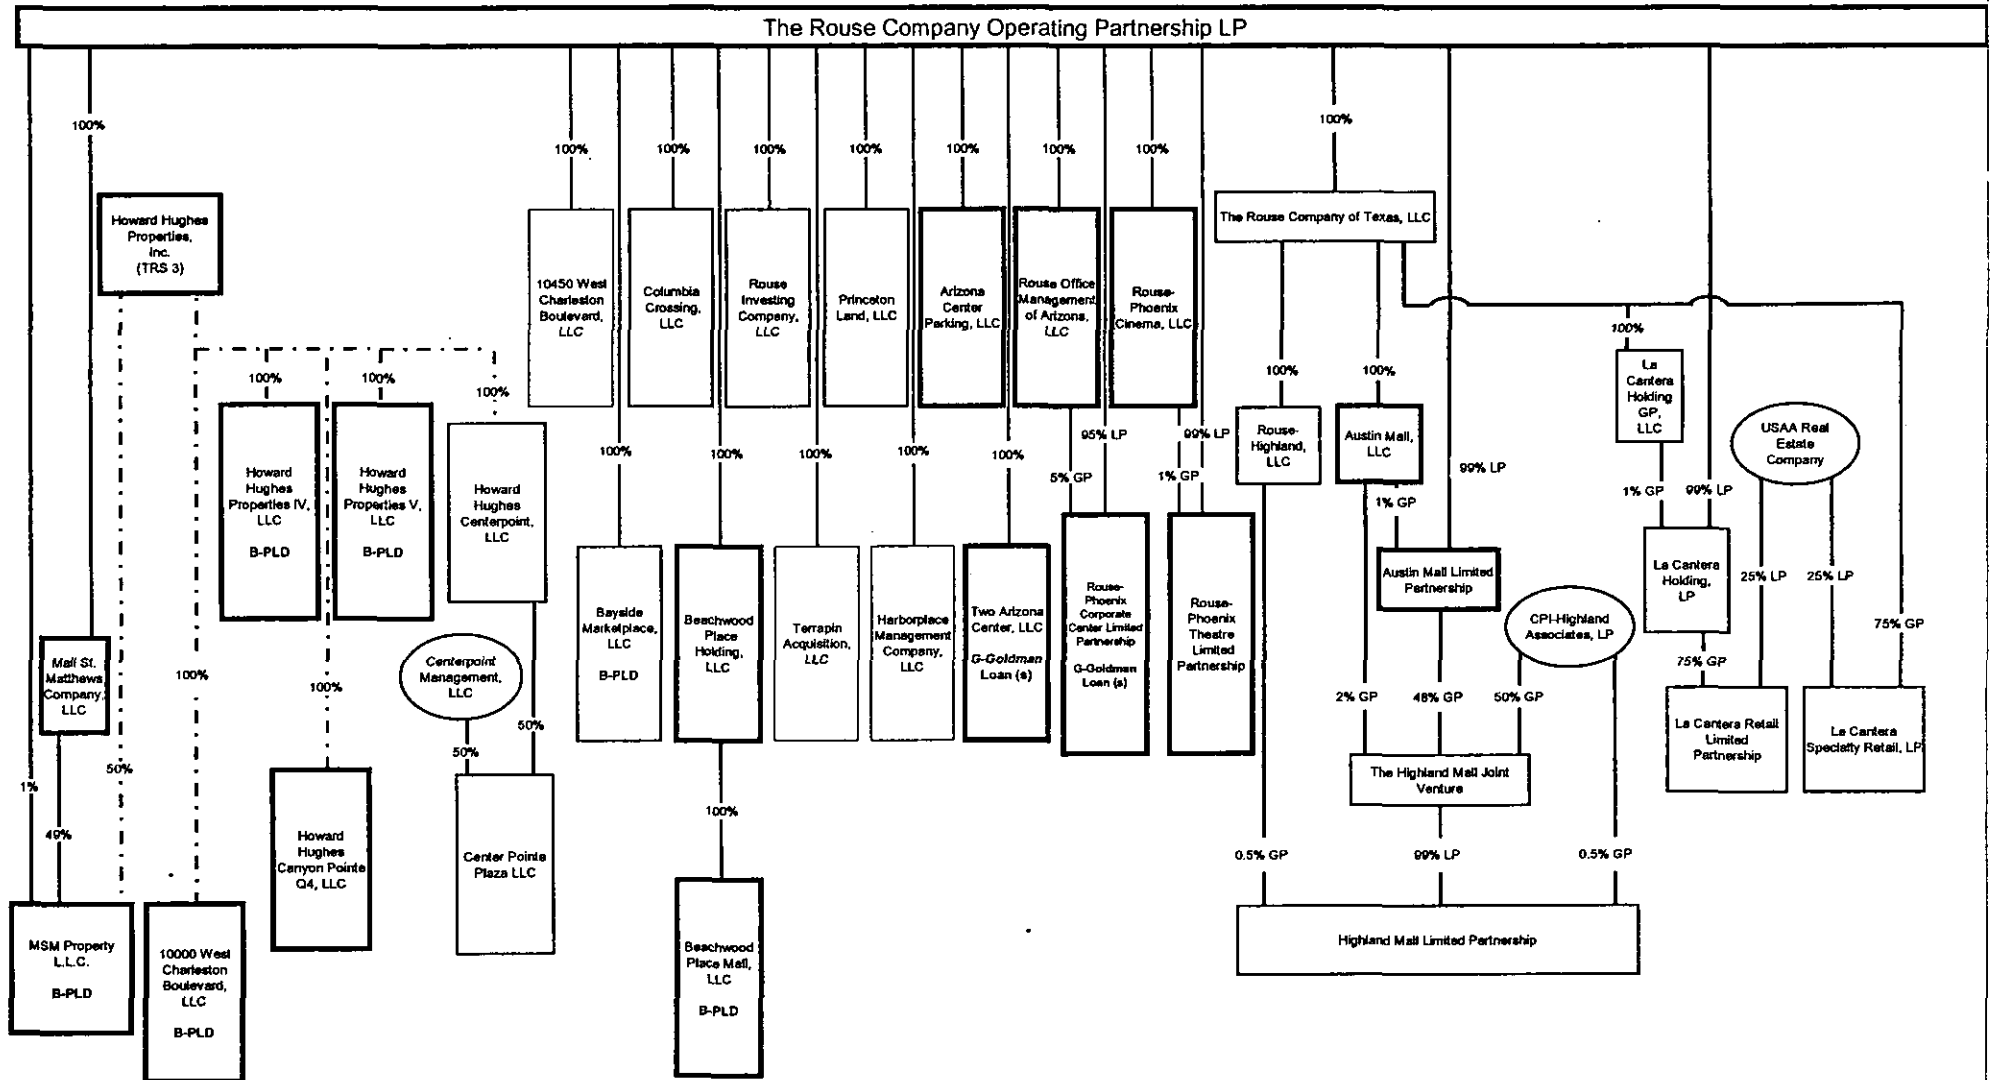 The Rouse Company Operating Partnership LP
100%
100%
100%
100%
100%
100%
100%
100%
100%
Howard Hughes
Properties,
Inc.
(TRS 3)
10450 West
Charleston
Boulevard,
LLC
Columbia
Crossing,
LLC
Rouse
Investing
Company,
LLC
Princeton
Land, LLC
Arizona
Center
Parking, LLC
Rouse Office
Management
of Arizona,
LLC
Rouse-
Phoenix
Cinema, LLC
The Rouse Company of Texas, LLC
100%
100%
100%
100%
100%
100%
La
Cantera
Holding
GP,
LLC
USAA Real
Estate
Company
Howard
Hughes
Properties IV,
LLC
B-PLD
Howard
Hughes
Properties V,
LLC
B-PLD
Howard
Hughes
Centerpoint,
LLC
100%
100%
100%
100%
100%
95% LP
5% GP
99% LP
1% GP
Rouse-
Highland,
LLC
Austin Mall,
LLC
99% LP
1% GP
1% GP
99% LP
Mall St.
Matthews
Company,
LLC
100%
100%
Centerpoint
Management,
LLC
50%
50%
Bayside
Marketplace,
LLC
B-PLD
Beachwood
Place
Holding,
LLC
Terrapin
Acquisition,
LLC
Harborplace
Management
Company,
LLC
Two Arizona
Center, LLC
G-Goldman
Loan (s)
Rouse-
Phoenix
Corporate
Center Limited
Partnership
G-Goldman
Loan (s)
Rouse-
Phoenix
Theatre
Limited
Partnership
Austin Mall Limited
Partnership
CPI-Highland
Associates, LP
La Cantera
Holding,
LP
25% LP
25% LP
75% GP
75% GP
2% GP
48% GP
50% GP
La Cantera Retail
Limited
Partnership
La Cantera
Specialty Retail, LP
1%
50%
49%
Howard
Hughes
Canyon Pointe
Q4, LLC
Center Pointe
Plaza LLC
100%
The Highland Mall Joint
Venture
0.5% GP
99% LP
0.5% GP
MSM Property
L.L.C.
B-PLD
10000 West
Charleston
Boulevard,
LLC
B-PLD
Beachwood
Place Mall,
LLC
B-PLD
Highland Mall Limited Partnership